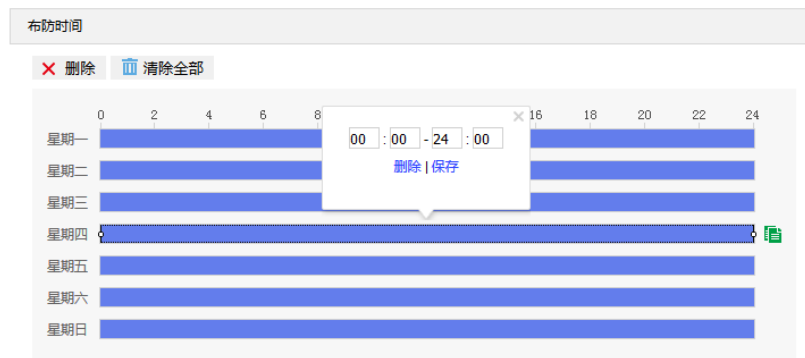 布防时间
删除 清除全部
0 2 4 6 8 16 18 20 22 24
00 : 00 - 24 : 00
删除 | 保存
星期一
星期二
星期三
星期四
星期五
星期六
星期日